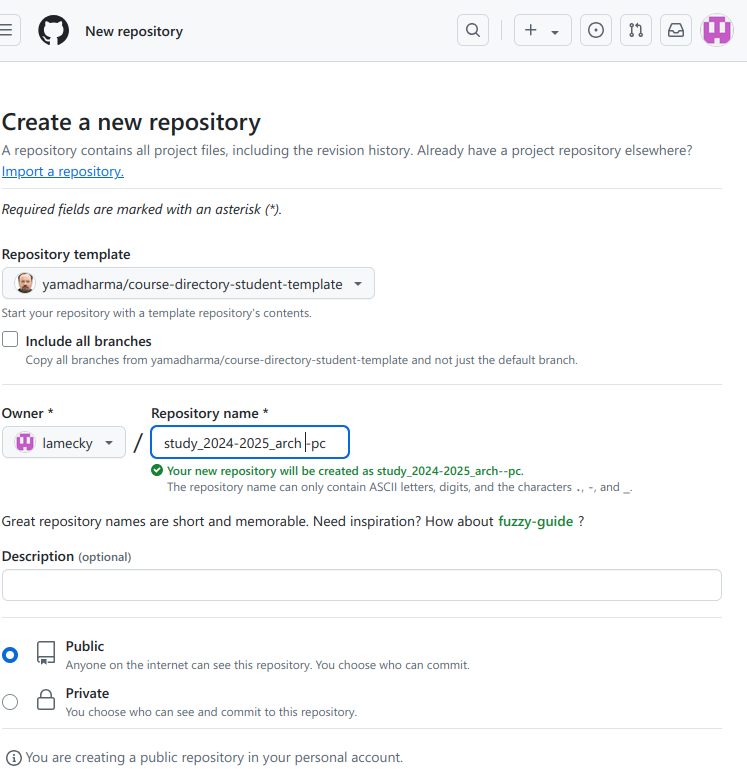 New repository
Create a new repository
A repository contains all project files, including the revision history. Already have a project repository elsewhere?
Import a repository.
Required fields are marked with an asterisk (*).
Repository template
yamadharma/course-directory-student-template
Start your repository with a template repository's contents.
Include all branches
Copy all branches from yamadharma/course-directory-student-template and not just the default branch.
Owner * Repository name *
lamecky / study_2024-2025_arch -pc
Your new repository will be created as study_2024-2025_arch--pc.
The repository name can only contain ASCII letters, digits, and the characters ., -, and _.
Great repository names are short and memorable. Need inspiration? How about fuzzy-guide ?
Description (optional)
Public
Anyone on the internet can see this repository. You choose who can commit.
Private
You choose who can see and commit to this repository.
You are creating a public repository in your personal account.